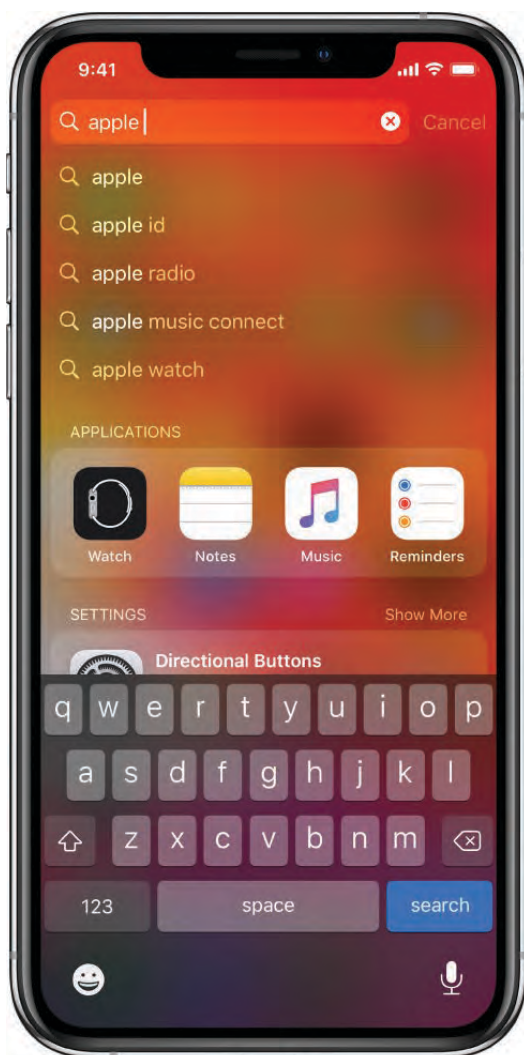 9:41
apple
Cancel
apple
apple id
apple radio
apple music connect
apple watch
APPLICATIONS
Watch Notes Music Reminders
SETTINGS Show More
Directional Buttons
q w e r t y u i o p
a s d f g h j k l
z x c v b n m
123 space search